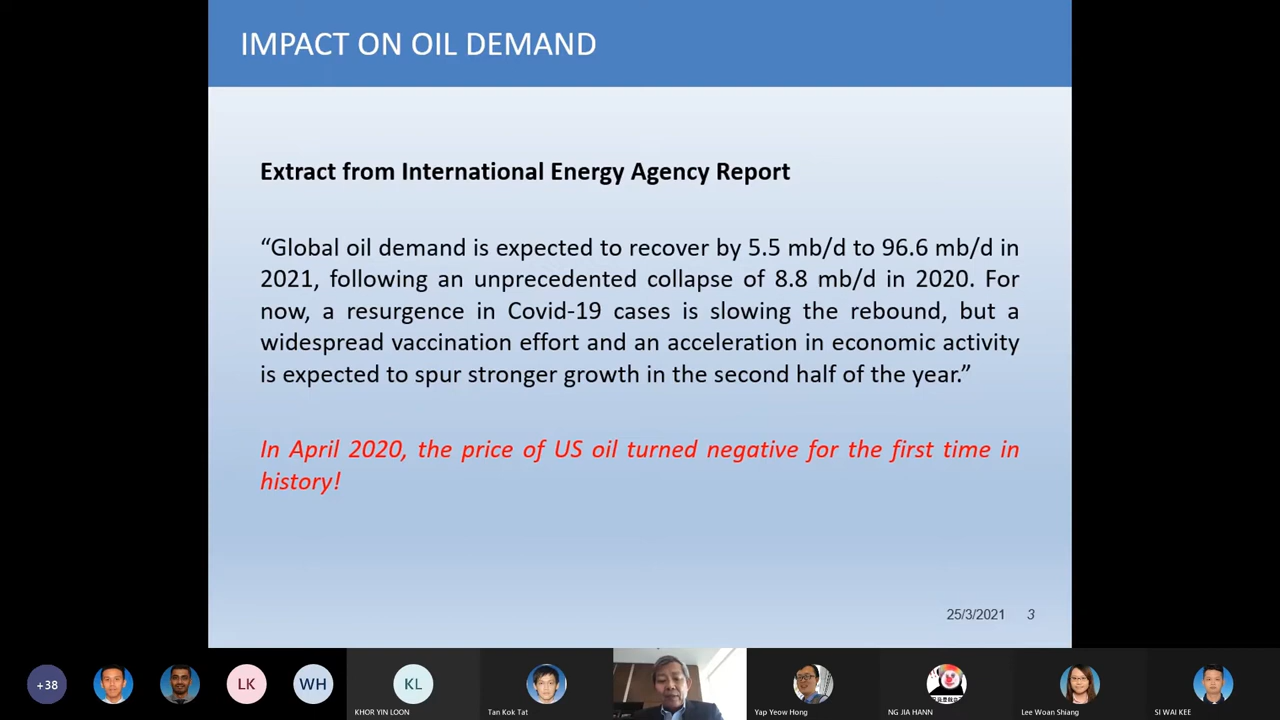 IMPACT ON OIL DEMAND
Extract from International Energy Agency Report
“Global oil demand is expected to recover by 5.5 mb/d to 96.6 mb/d in
2021, following an unprecedented collapse of 8.8 mb/d in 2020. For
now, a resurgence in Covid-19 cases is slowing the rebound, but a
widespread vaccination effort and an acceleration in economic activity
is expected to spur stronger growth in the second half of the year.”
In April 2020, the price of US oil turned negative for the first time in
history!
25/3/2021 3
+38
LK
WH
KL
KHOR YIN LOON
Tan Kok Tat
Yap Yeow Hong
NG JIA HANN
Lee Woan Shiang
SI WAI KEE